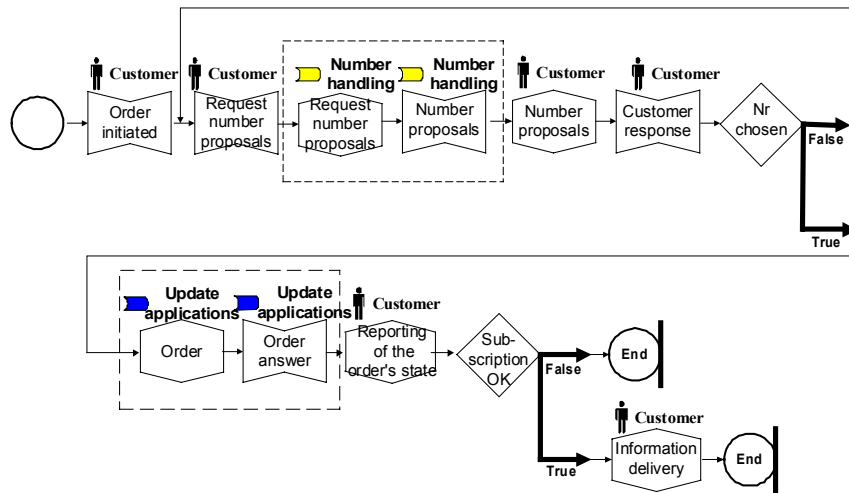 Customer
Order
initiated
Customer
Request
number
proposals
Number
handling
Request
number
proposals
Number
handling
Number
proposals
Customer
Number
proposals
Customer
Customer
response
Nr
chosen
False
True
Update
applications
Order
Update
applications
Order
answer
Customer
Reporting
of the
order's state
Sub-
scription
OK
False
End
True
Customer
Information
delivery
End